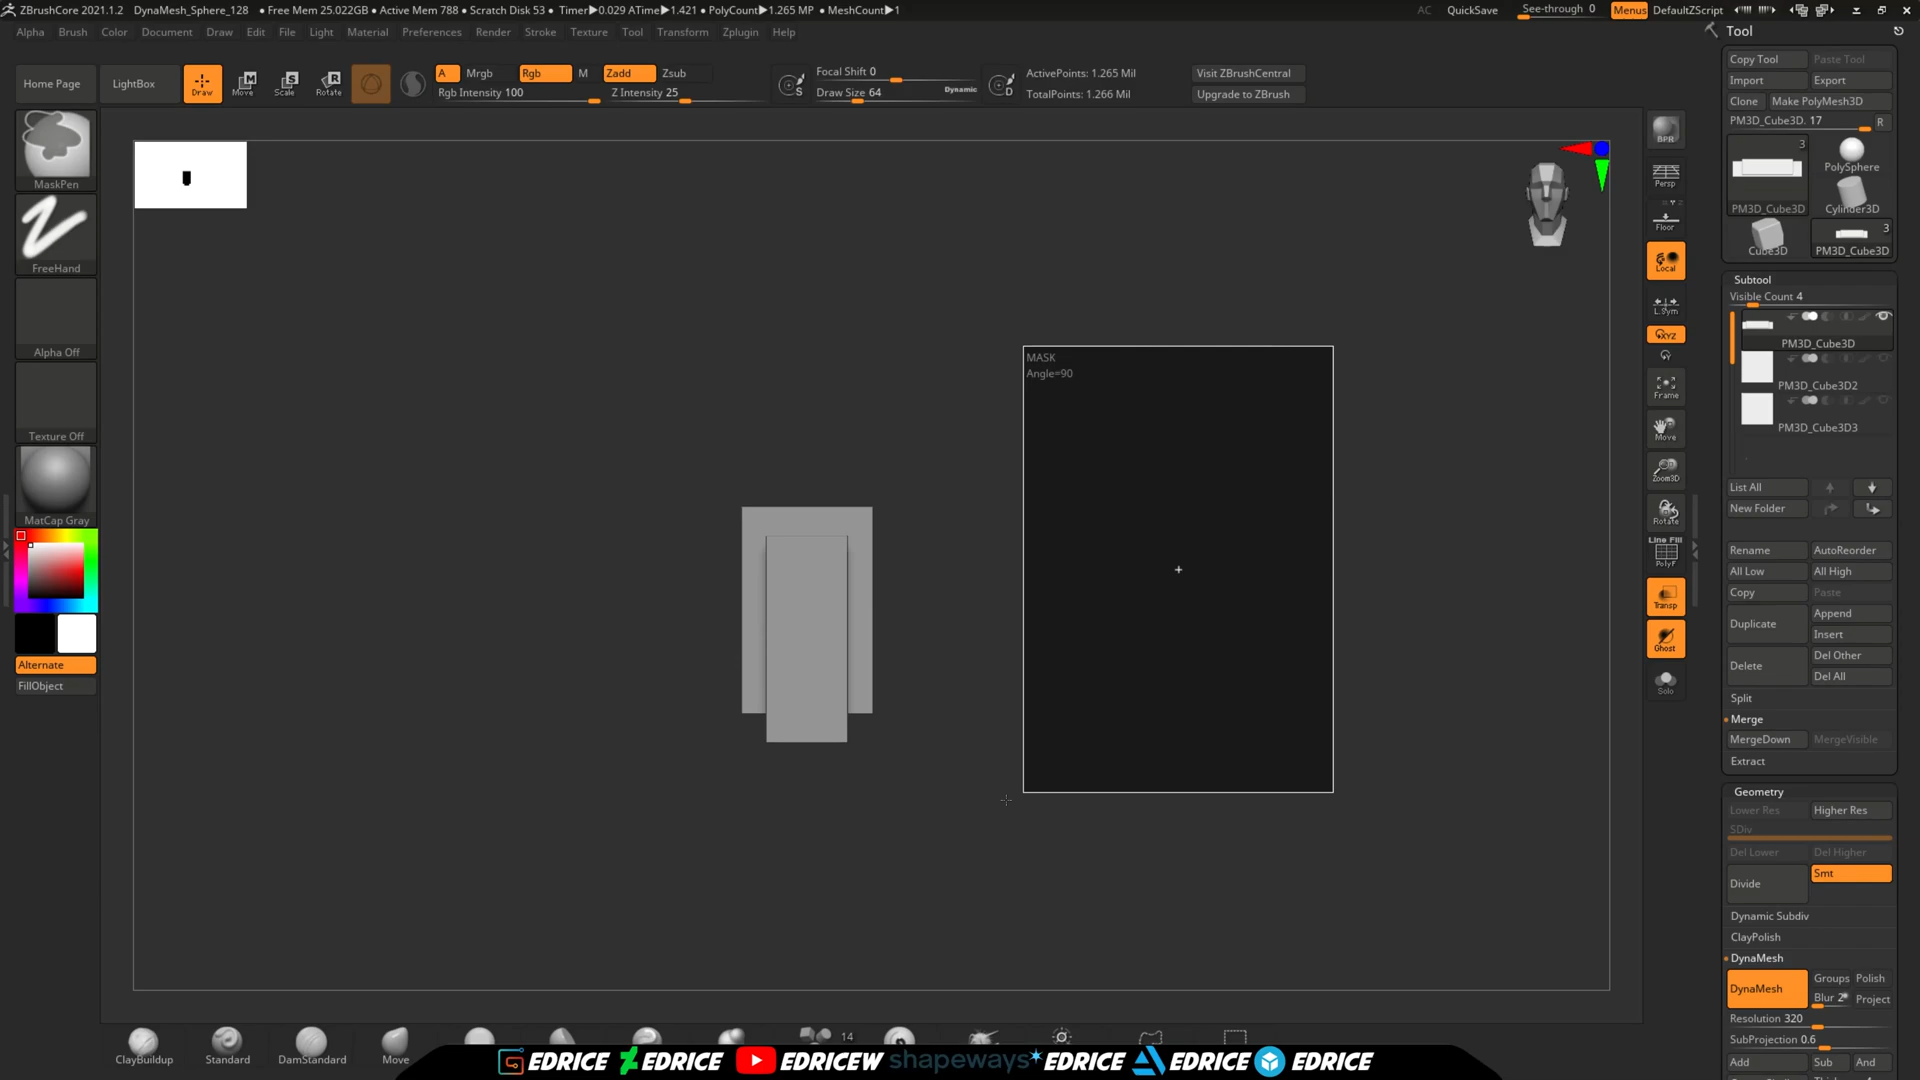 ZBrushCore 2021.1.2 DynaMesh_Sphere_128 • Free Mem 25.022GB • Active Mem 788 • Scratch Disk 53 • Timer▶0.029 ATime▶1.421 • PolyCount▶1.265 MP • MeshCount▶1 AC QuickSave See-through 0 Menus DefaultZScript
Alpha Brush Color Document Draw Edit File Light Material Preferences Render Stroke Texture Tool Transform Zplugin Help
Home Page LightBox Draw Move Scale Rotate
A Mrgb Rgb M Zadd Zsub
Rgb Intensity 100 Z Intensity 25
S
Focal Shift 0
Draw Size 64 Dynamic
D
ActivePoints: 1.265 Mil
TotalPoints: 1.266 Mil
Visit ZBrushCentral
Upgrade to ZBrush
MaskPen
FreeHand
Alpha Off
Texture Off
MatCap Gray
Alternate
FillObject
MASK
Angle=90
BPR
Persp
Floor
Local
L.Sym
XYZ
Y
Frame
Move
Zoom3D
Rotate
Line Fill
PolyF
Transp
Ghost
Solo
Tool
Copy Tool Paste Tool
Import Export
Clone Make PolyMesh3D
PM3D_Cube3D. 17 R
3
PM3D_Cube3D
PolySphere
Cylinder3D
Cube3D
3
PM3D_Cube3D
Subtool
Visible Count 4
PM3D_Cube3D
PM3D_Cube3D2
PM3D_Cube3D3
List All
New Folder
Rename AutoReorder
All Low All High
Copy Paste
Duplicate Append
Insert
Delete Del Other
Del All
Split
Merge
MergeDown MergeVisible
Extract
Geometry
Lower Res Higher Res
SDiv
Del Lower Del Higher
Divide Smt
Dynamic Subdiv
ClayPolish
DynaMesh
DynaMesh Groups Polish
Blur 2 Project
Resolution 320
SubProjection 0.6
Add Sub And
14
ClayBuildup Standard DamStandard Move
EDRICE EDRICE EDRICEW shapeways EDRICE EDRICE EDRICE